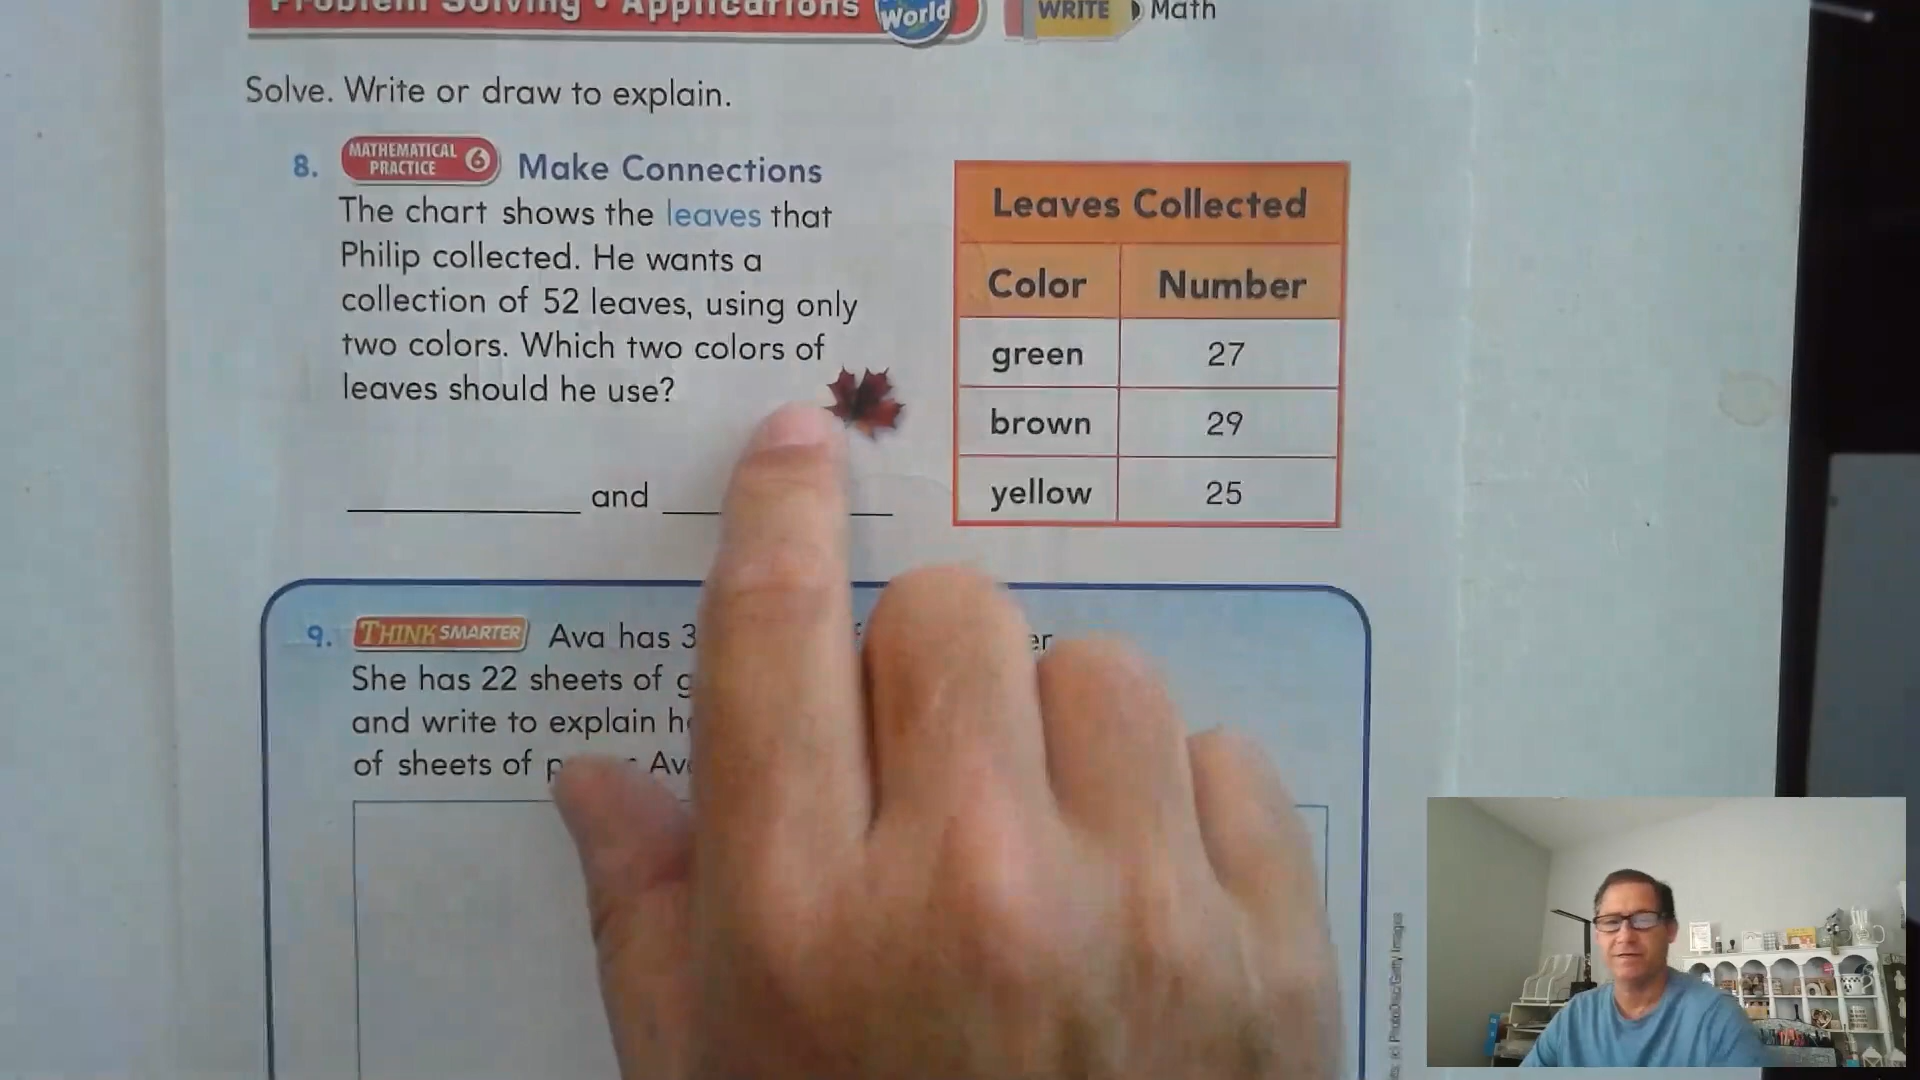 Problem Solving • Applications World WRITE Math
Solve. Write or draw to explain.
8. MATHEMATICAL PRACTICE 6 Make Connections
The chart shows the leaves that
Philip collected. He wants a
collection of 52 leaves, using only
two colors. Which two colors of
leaves should he use?
and
Leaves Collected
Color Number
green 27
brown 29
yellow 25
9. THINK SMARTER Ava has 3
She has 22 sheets of g
and write to explain h
of sheets of p Av